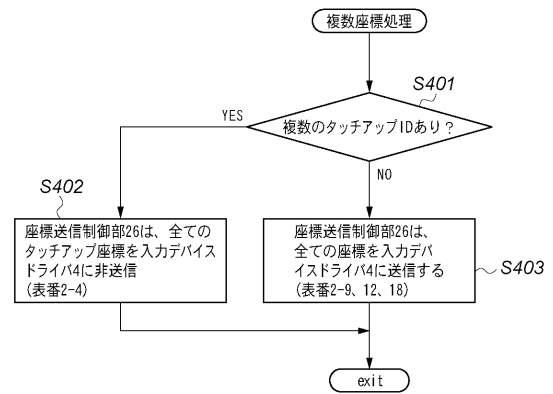 複数座標処理
S401
複数のタッチアップIDあり?
YES
NO
S402
座標送信制御部26は、全ての
タッチアップ座標を入力デバイス
ドライバ4に非送信
(表番2-4)
座標送信制御部26は、
全ての座標を入力デバ
イスドライバ4に送信する
(表番2-9、12、18)
S403
exit